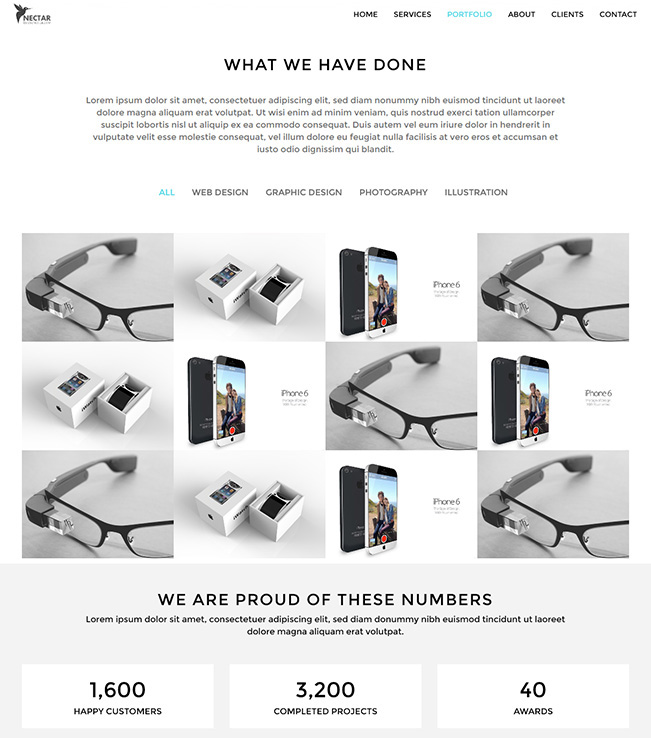 NECTAR
HOME SERVICES PORTFOLIO ABOUT CLIENTS CONTACT
WHAT WE HAVE DONE
Lorem ipsum dolor sit amet, consectetuer adipiscing elit, sed diam nonummy nibh euismod tincidunt ut laoreet
dolore magna aliquam erat volutpat. Ut wisi enim ad minim veniam, quis nostrud exerci tation ullamcorper
suscipit lobortis nisl ut aliquip ex ea commodo consequat. Duis autem vel eum iriure dolor in hendrerit in
vulputate velit esse molestie consequat, vel illum dolore eu feugiat nulla facilisis at vero eros et accumsan et
iusto odio dignissim qui blandit.
ALL WEB DESIGN GRAPHIC DESIGN PHOTOGRAPHY ILLUSTRATION
iPhone 6
iPhone 6
iPhone 6
iPhone 6
WE ARE PROUD OF THESE NUMBERS
Lorem ipsum dolor sit amet, consectetuer adipiscing elit, sed diam donummy nibh euismod tincidunt ut laoreet
dolore magna aliquam erat volutpat.
1,600 3,200 40
HAPPY CUSTOMERS COMPLETED PROJECTS AWARDS